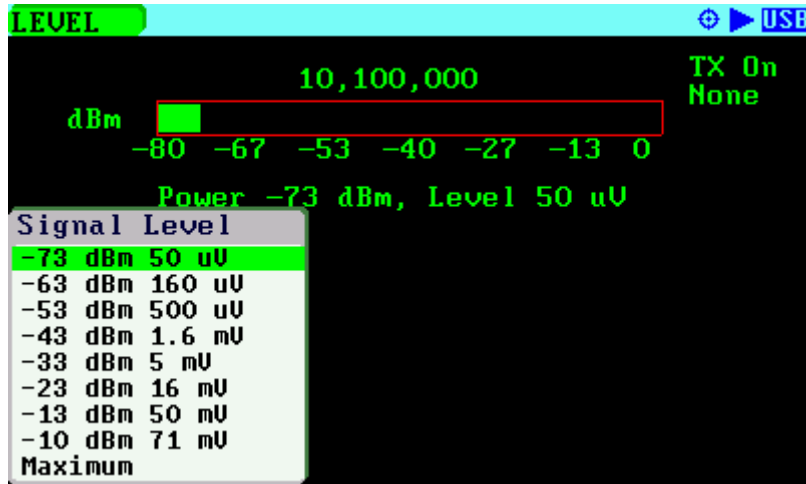 LEVEL USB
10,100,000 TX On
None
dBm
-80 -67 -53 -40 -27 -13 0
Power -73 dBm, Level 50 uV
Signal Level
-73 dBm 50 uV
-63 dBm 160 uV
-53 dBm 500 uV
-43 dBm 1.6 mV
-33 dBm 5 mV
-23 dBm 16 mV
-13 dBm 50 mV
-10 dBm 71 mV
Maximum